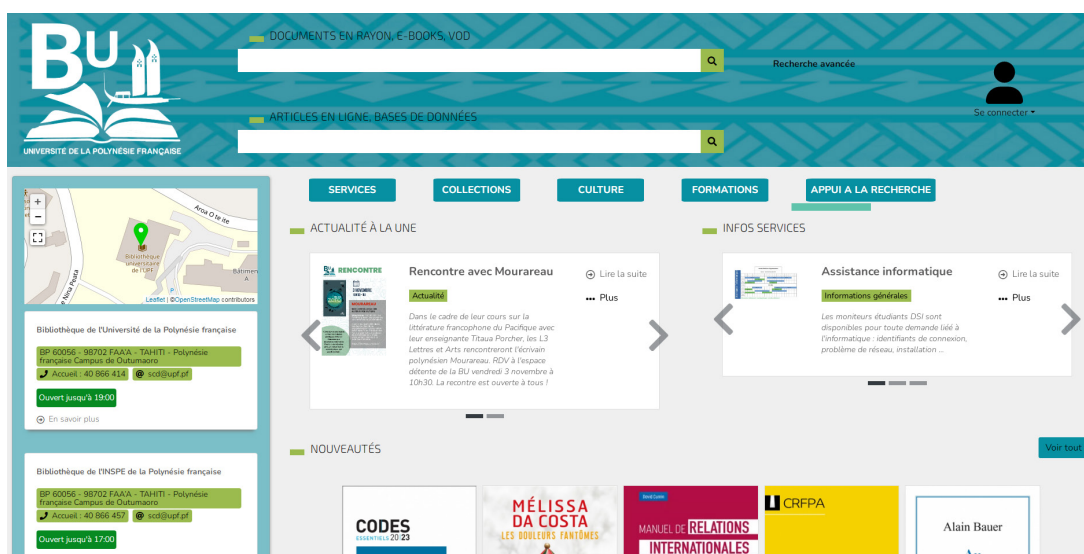 DOCUMENTS EN RAYON, E-BOOKS, VOD
Recherche avancée
Se connecter
ARTICLES EN LIGNE, BASES DE DONNÉES
BU
UNIVERSITÉ DE LA POLYNÉSIE FRANÇAISE
SERVICES
COLLECTIONS
CULTURE
FORMATIONS
APPUI A LA RECHERCHE
+
−
Aroa O te ite
Bibliothèque
universitaire
de l'UPF
Leaflet | ©OpenStreetMap contributors
Bibliothèque de l'Université de la Polynésie française
BP 60056 - 98702 FAA'A - TAHITI - Polynésie
française Campus de Outumaoro
Accueil : 40 866 414
@ scd@upf.pf
Ouvert jusqu'à 19:00
En savoir plus
Bibliothèque de l'INSPE de la Polynésie française
BP 60056 - 98702 FAA'A - TAHITI - Polynésie
française Campus de Outumaoro
Accueil : 40 866 457
@ scd@upf.pf
Ouvert jusqu'à 17:00
ACTUALITÉ À LA UNE
RENCONTRE
Rencontre avec Mourareau
Actualité
Dans le cadre de leur cours sur la
littérature francophone du Pacifique avec
leur enseignante Titaua Porcher, les L3
Lettres et Arts rencontreront l'écrivain
polynésien Mourareau. RDV à l'espace
détente de la BU vendredi 3 novembre à
10h30. La recontre est ouverte à tous !
Lire la suite
Plus
INFOS SERVICES
Assistance informatique
Informations générales
Les moniteurs étudiants DSI sont
disponibles pour toute demande liée à
l'informatique : identifiants de connexion,
problème de réseau, installation ...
Lire la suite
Plus
NOUVEAUTÉS
Voir tout
CODES
ESSENTIELS 2023
MÉLISSA
DA COSTA
LES DOULEURS FANTÔMES
MANUEL DE RELATIONS
INTERNATIONALES
CRFPA
Alain Bauer